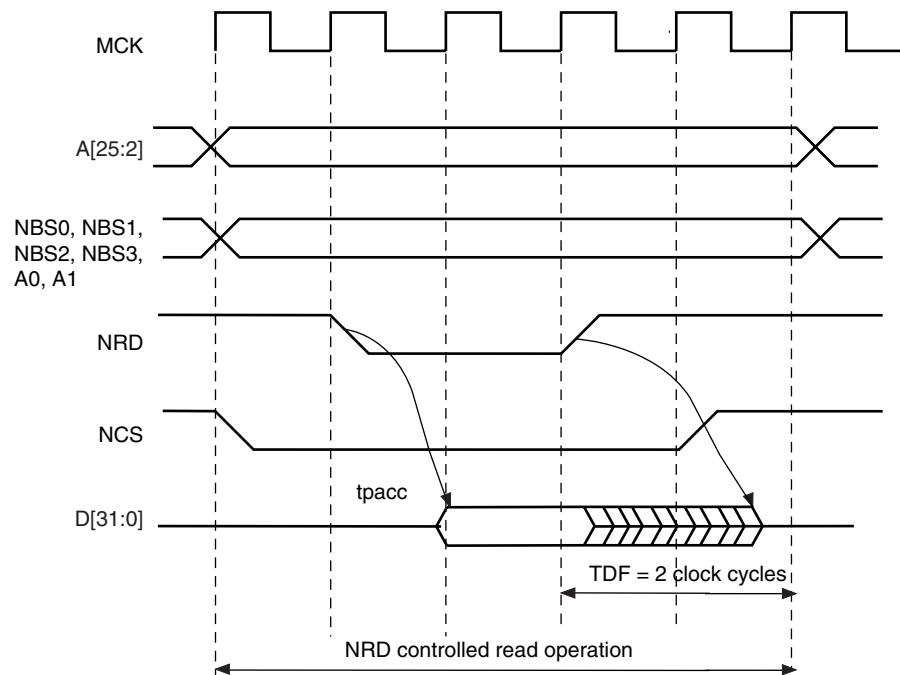 MCK
A[25:2]
NBS0, NBS1,
NBS2, NBS3,
A0, A1
NRD
NCS
tpacc
D[31:0]
TDF = 2 clock cycles
NRD controlled read operation